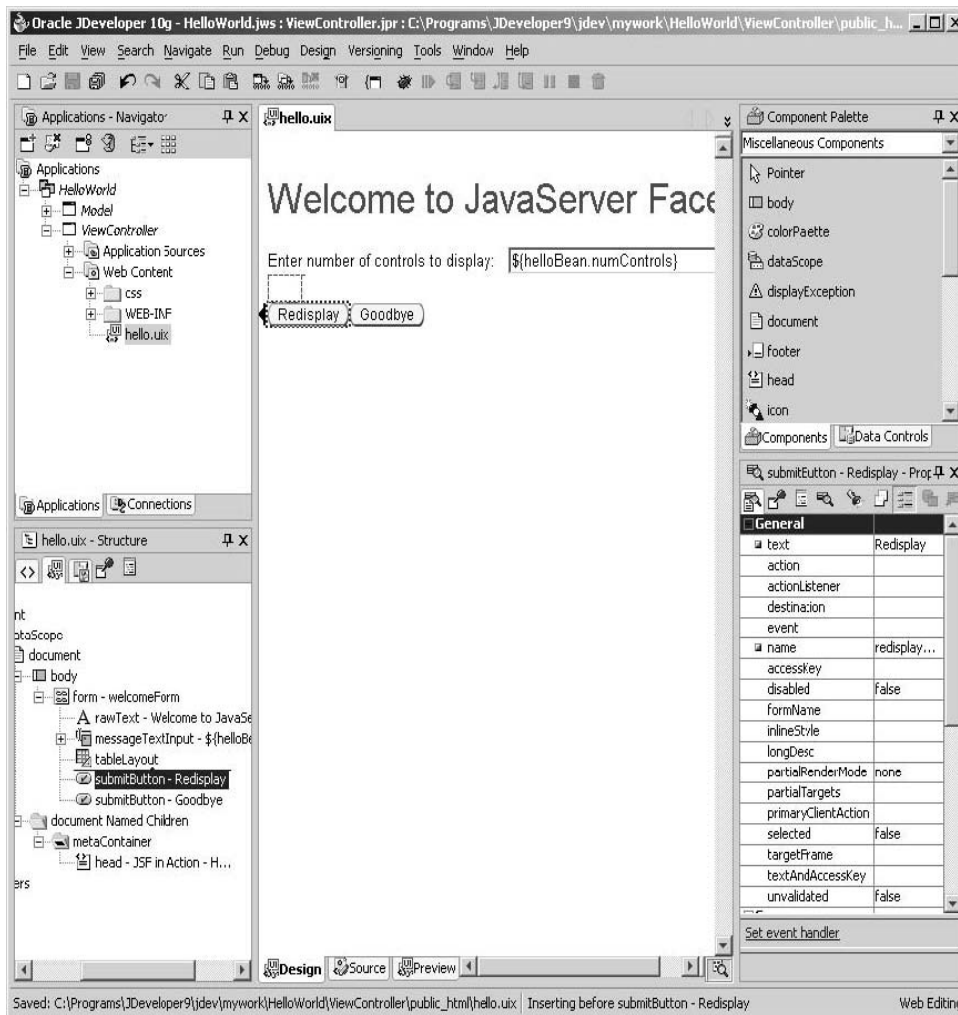 Oracle JDeveloper 10g - HelloWorld.jws : ViewController.jpr : C:\Programs\JDeveloper9\jdev\mywork\HelloWorld\ViewController\public_h...
File Edit View Search Navigate Run Debug Design Versioning Tools Window Help
Applications - Navigator
Applications
HelloWorld
Model
ViewController
Application Sources
Web Content
css
WEB-INF
hello.uix
Applications Connections
hello.uix - Structure
nt
ataScope
document
body
form - welcomeForm
rawText - Welcome to JavaSe
messageTextInput - ${helloBe
tableLayout
submitButton - Redisplay
submitButton - Goodbye
document Named Children
metaContainer
head - JSF in Action - H...
ers
hello.uix
Welcome to JavaServer Face
Enter number of controls to display: ${helloBean.numControls}
Redisplay Goodbye
Design Source Preview
Component Palette
Miscellaneous Components
Pointer
body
colorPalette
dataScope
displayException
document
footer
head
icon
Components Data Controls
submitButton - Redisplay - Prop
General
text Redisplay
action
actionListener
destination
event
name redisplay...
accessKey
disabled false
formName
inlineStyle
longDesc
partialRenderMode none
partialTargets
primaryClientAction
selected false
targetFrame
textAndAccessKey
unvalidated false
Set event handler
Saved: C:\Programs\JDeveloper9\jdev\mywork\HelloWorld\ViewController\public_html\hello.uix Inserting before submitButton - Redisplay Web Editing